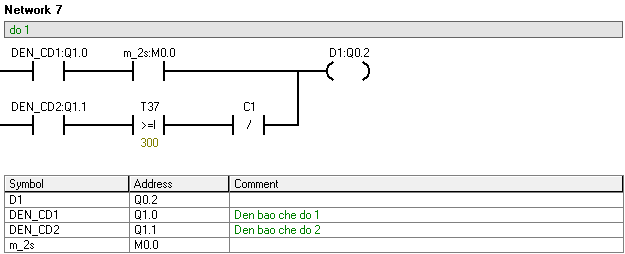 Network 7
do 1
DEN_CD1:Q1.0 m_2s:M0.0 D1:Q0.2
DEN_CD2:Q1.1 T37 C1
>=I /
300
Symbol Address Comment
D1 Q0.2
DEN_CD1 Q1.0 Den bao che do 1
DEN_CD2 Q1.1 Den bao che do 2
m_2s M0.0